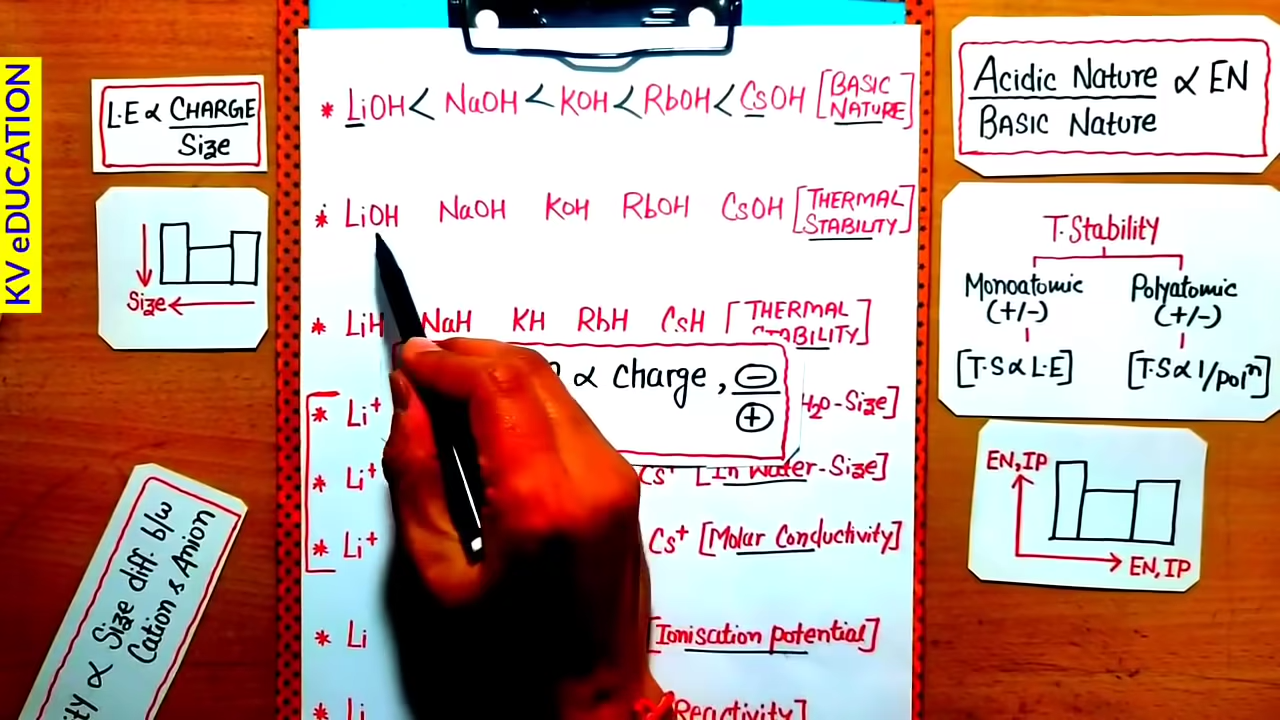 KV eDUCATION
L.E ∝ CHARGE
Size
Size
∝ Size diff. b/w
Cation & Anion
* LiOH < NaOH < KOH < RbOH < CsOH [BASIC
NATURE]
* LiOH NaOH KOH RbOH CsOH [THERMAL
STABILITY]
* LiH NaH KH RbH CsH [THERMAL
STABILITY]
∝ charge, ⊖
⊕
* Li⁺ H₂O-Size]
* Li⁺ Cs⁺ [In Water-Size]
* Li⁺ Cs⁺ [Molar Conductivity]
* Li [Ionisation potential]
* Li [Reactivity]
Acidic Nature ∝ EN
BASIC Nature
T.Stability
Monoatomic Polyatomic
(+/-) (+/-)
[T.S ∝ L.E] [T.S ∝ 1/polⁿ]
EN, IP
EN, IP